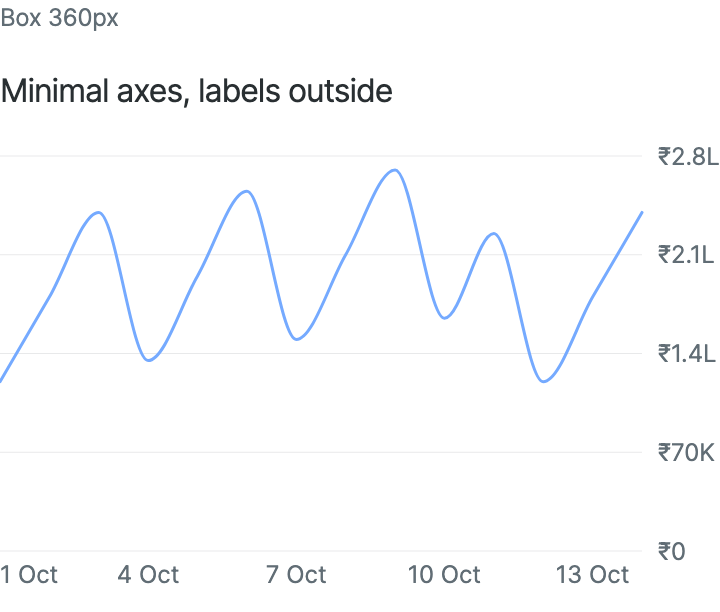 Box 360px
Minimal axes, labels outside
₹2.8L
₹2.1L
₹1.4L
₹70K
₹0
1 Oct 4 Oct 7 Oct 10 Oct 13 Oct